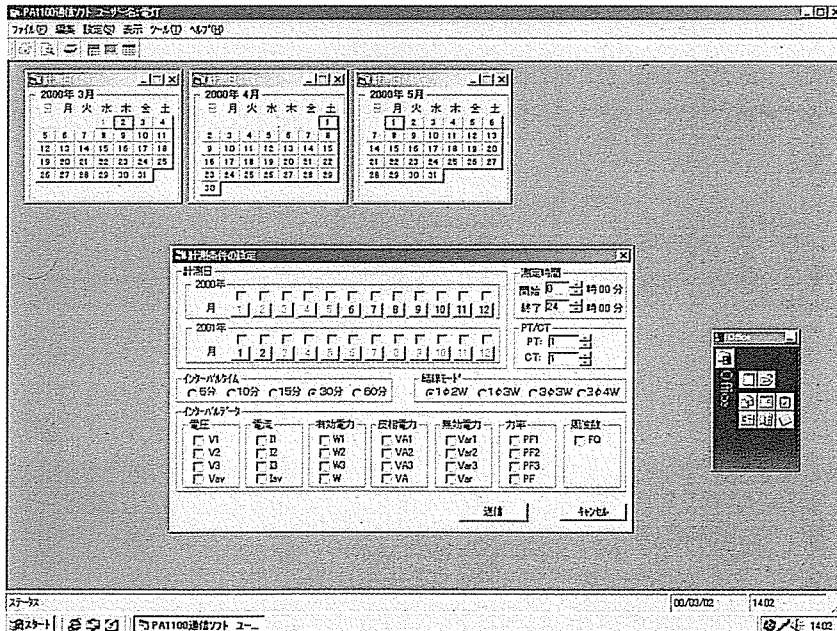 PA1100通信ソフト ユーザー名:電灯
ファイル(F) 編集 設定(S) 表示 ツール(T) ヘルプ(H)
2000年 3月
日 月 火 水 木 金 土
1 2 3 4
5 6 7 8 9 10 11
12 13 14 15 16 17 18
19 20 21 22 23 24 25
26 27 28 29 30 31
2000年 4月
日 月 火 水 木 金 土
1
2 3 4 5 6 7 8
9 10 11 12 13 14 15
16 17 18 19 20 21 22
23 24 25 26 27 28 29
30
2000年 5月
日 月 火 水 木 金 土
1 2 3 4 5 6
7 8 9 10 11 12 13
14 15 16 17 18 19 20
21 22 23 24 25 26 27
28 29 30 31
計測条件の設定
計測日
2000年
月 1 2 3 4 5 6 7 8 9 10 11 12
2001年
月 1 2 3 4 5 6 7 8 9 10 11 12
測定時間
開始 0 時00分
終了 24 時00分
PT/CT
PT: 1
CT: 1
インターバルタイム
5分 10分 15分 30分 60分
結線モード
1φ2W 1φ3W 3φ3W 3φ4W
インターバルデータ
電圧 電流 有効電力 皮相電力 無効電力 力率 周波数
V1 I1 W1 VA1 Var1 PF1 FQ
V2 I2 W2 VA2 Var2 PF2
V3 I3 W3 VA3 Var3 PF3
Vav Iav W VA Var PF
送信 キャンセル
Office
ステータス 00/03/02 14:02
スタート PA1100通信ソフト ユー... 14:02